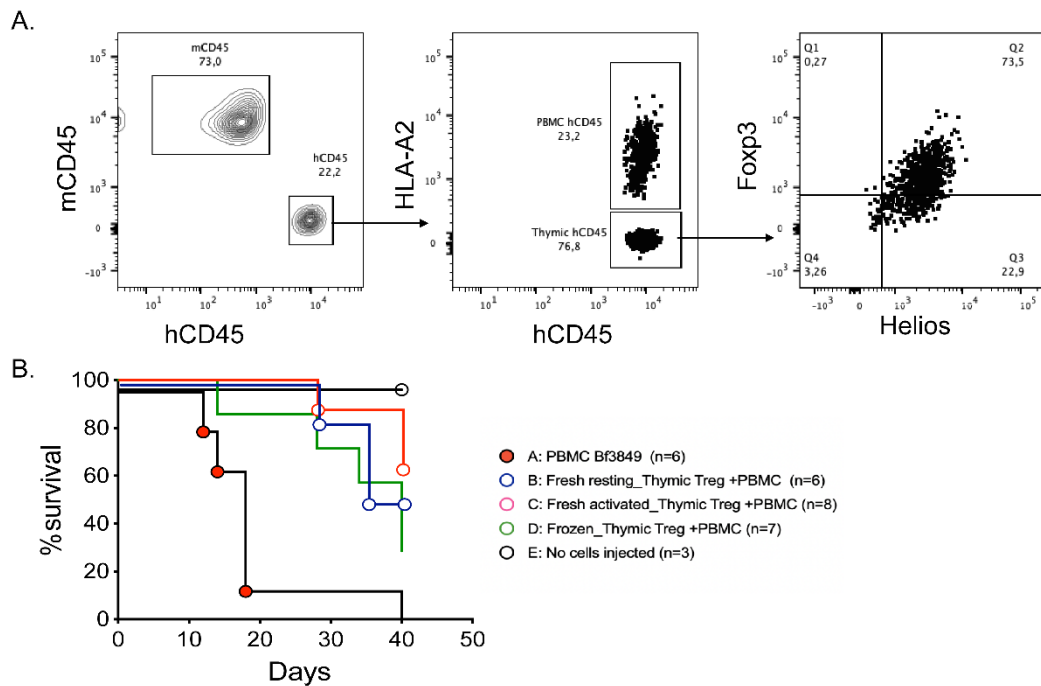 A.
mCD45
73,0
hCD45
22,2
mCD45
10^5
10^4
10^3
0
-10^3
10^1
10^2
10^3
10^4
hCD45
PBMC hCD45
23,2
Thymic hCD45
76,8
HLA-A2
10^5
10^4
10^3
0
10^1
10^2
10^3
10^4
hCD45
Q1
0,27
Q2
73,5
Q4
3,26
Q3
22,9
Foxp3
10^5
10^4
10^3
0
-10^3
-10^3
0
10^3
10^4
10^5
Helios
B.
%survival
100
80
60
40
20
0
0
10
20
30
40
50
Days
A: PBMC Bf3849 (n=6)
B: Fresh resting_Thymic Treg +PBMC (n=6)
C: Fresh activated_Thymic Treg +PBMC (n=8)
D: Frozen_Thymic Treg +PBMC (n=7)
E: No cells injected (n=3)